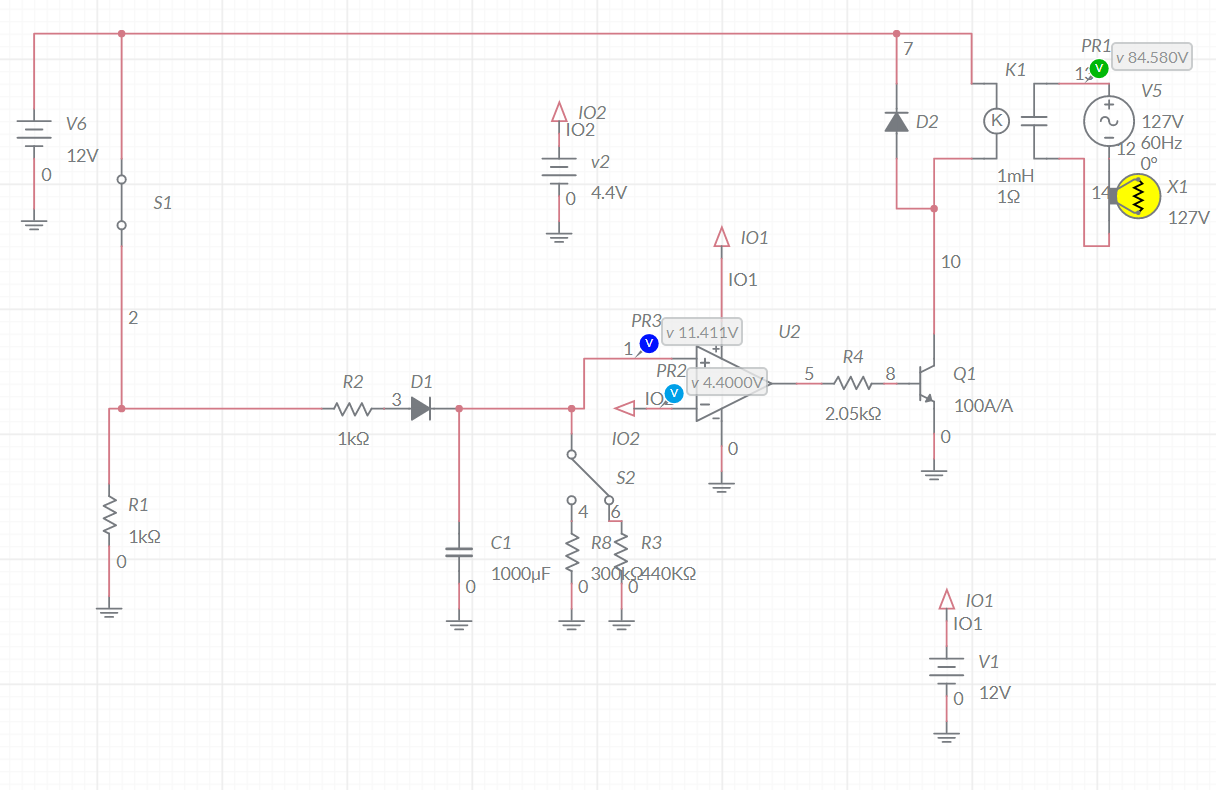 7
PR1
v 84.580V
K1
1
V
V5
V6
12V
0
IO2
IO2
v2
4.4V
0
D2
K
127V
60Hz
0°
12
1mH
1Ω
14
X1
127V
S1
IO1
IO1
10
2
PR3
v 11.411V
U2
1
V
PR2
v 4.4000V
IO
V
5
R4
8
2.05kΩ
Q1
100A/A
0
R2
D1
3
1kΩ
IO2
0
S2
R1
1kΩ
0
4
6
C1
1000µF
0
R8
R3
300kΩ
440KΩ
0
0
IO1
IO1
V1
12V
0